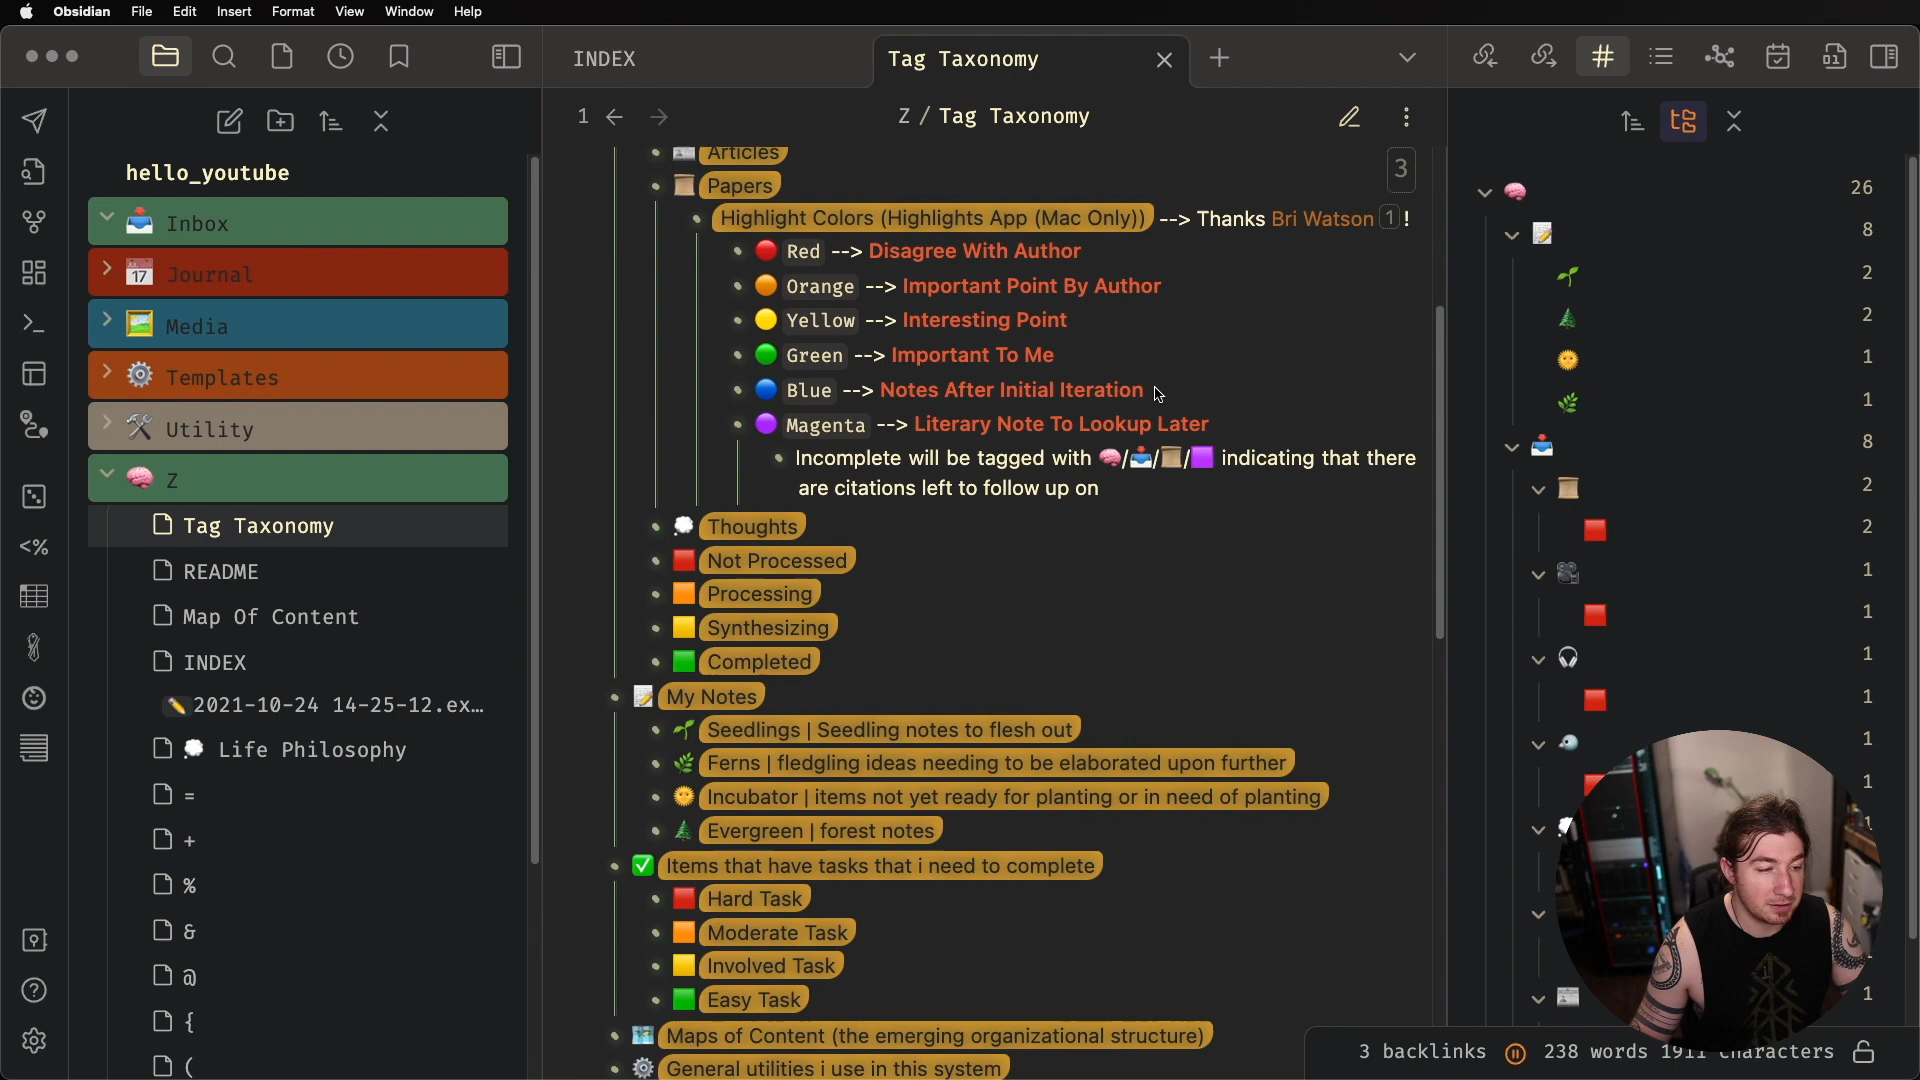 Obsidian File Edit Insert Format View Window Help
INDEX
Tag Taxonomy
1
Z / Tag Taxonomy
hello_youtube
Inbox
17 Journal
Media
Templates
Utility
Z
Tag Taxonomy
README
Map Of Content
INDEX
2021-10-24 14-25-12.ex…
Life Philosophy
=
+
%
&
@
{
(
Articles
3
Papers
Highlight Colors (Highlights App (Mac Only)) --> Thanks Bri Watson 1 !
Red --> Disagree With Author
Orange --> Important Point By Author
Yellow --> Interesting Point
Green --> Important To Me
Blue --> Notes After Initial Iteration
Magenta --> Literary Note To Lookup Later
Incomplete will be tagged with 🧠/📥/📜/🟪 indicating that there
are citations left to follow up on
Thoughts
Not Processed
Processing
Synthesizing
Completed
My Notes
Seedlings | Seedling notes to flesh out
Ferns | fledgling ideas needing to be elaborated upon further
Incubator | items not yet ready for planting or in need of planting
Evergreen | forest notes
Items that have tasks that i need to complete
Hard Task
Moderate Task
Involved Task
Easy Task
Maps of Content (the emerging organizational structure)
General utilities i use in this system
26
8
2
2
1
1
8
2
2
1
1
1
1
1
1
1
3 backlinks 238 words 1911 characters